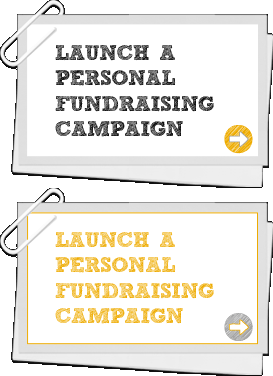 LAUNCH A
PERSONAL
FUNDRAISING
CAMPAIGN
LAUNCH A
PERSONAL
FUNDRAISING
CAMPAIGN